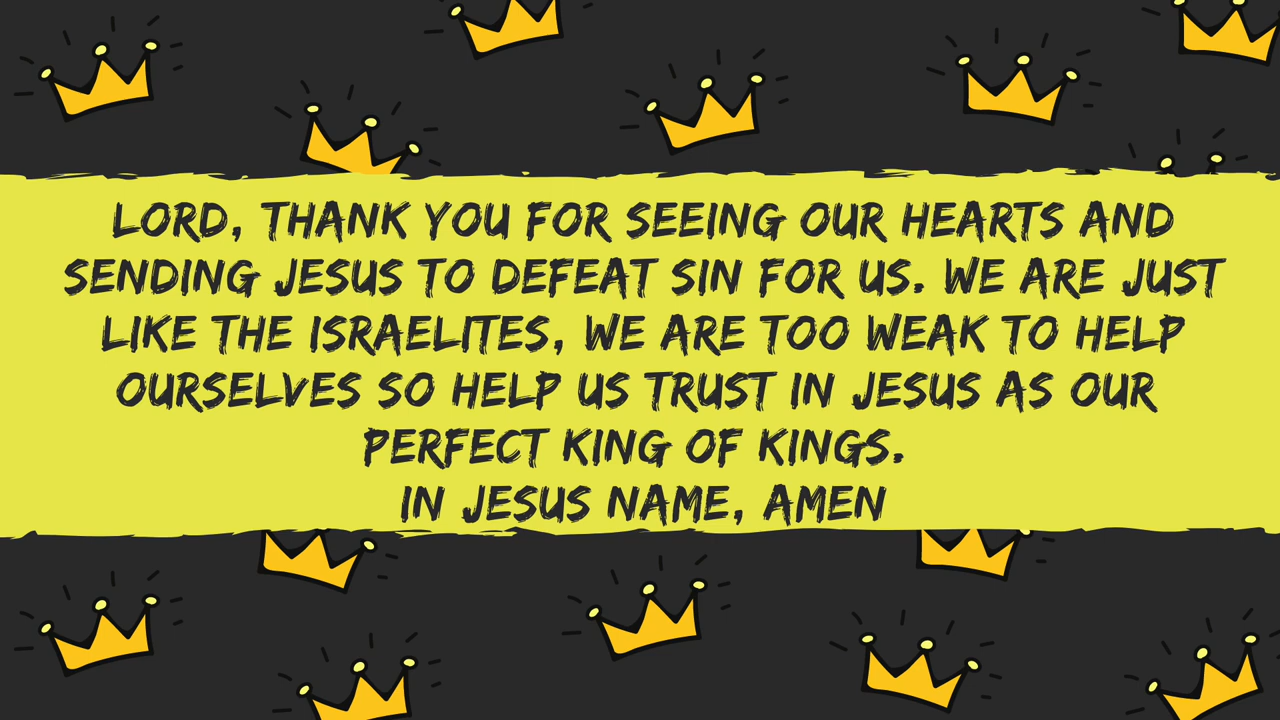 LORD, THANK YOU FOR SEEING OUR HEARTS AND
SENDING JESUS TO DEFEAT SIN FOR US. WE ARE JUST
LIKE THE ISRAELITES, WE ARE TOO WEAK TO HELP
OURSELVES SO HELP US TRUST IN JESUS AS OUR
PERFECT KING OF KINGS.
IN JESUS NAME, AMEN